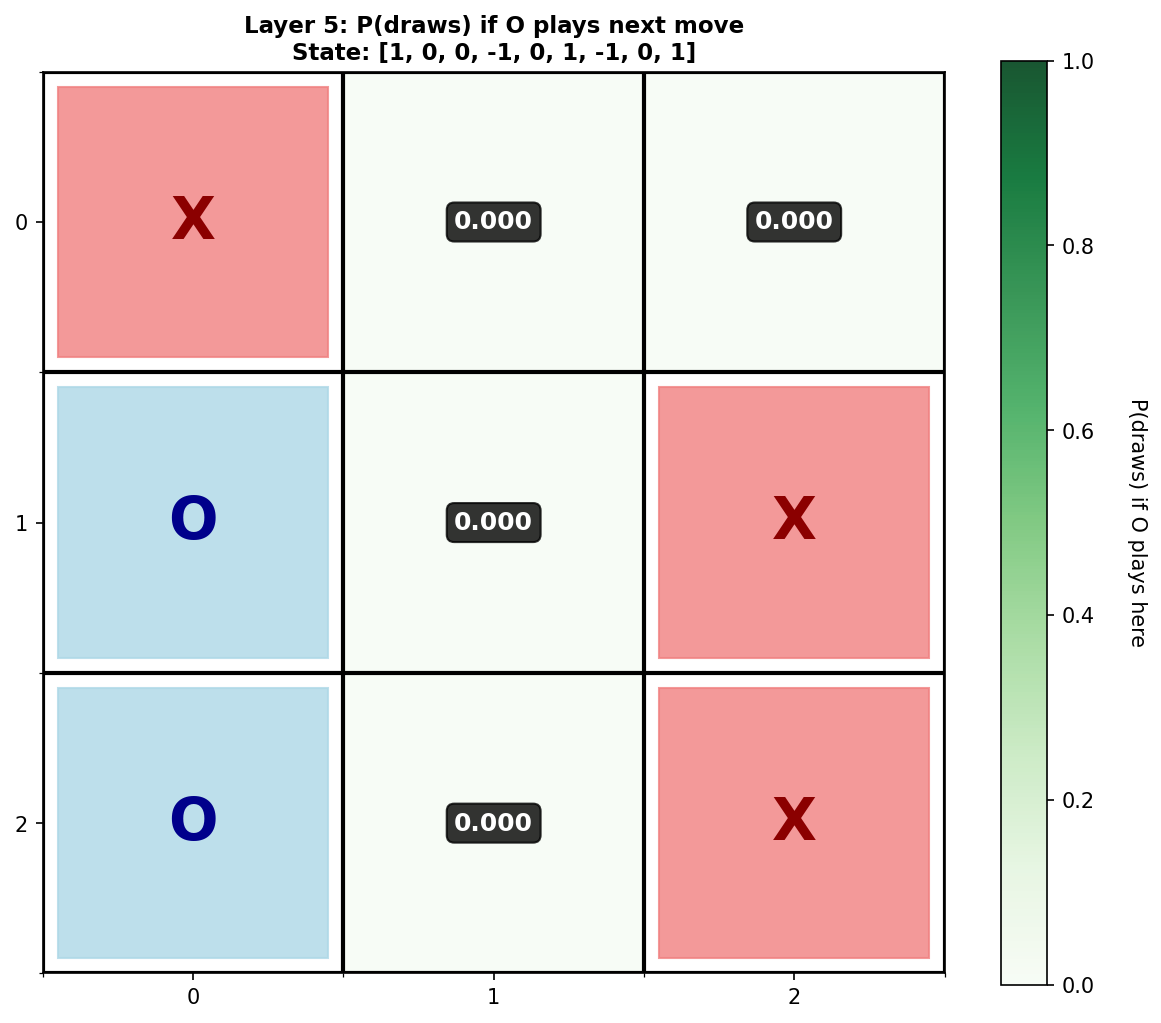 Layer 5: P(draws) if O plays next move
State: [1, 0, 0, -1, 0, 1, -1, 0, 1]
0
X
0.000
0.000
1
O
0.000
X
2
O
0.000
X
0
1
2
1.0
0.8
0.6
0.4
0.2
0.0
P(draws) if O plays here